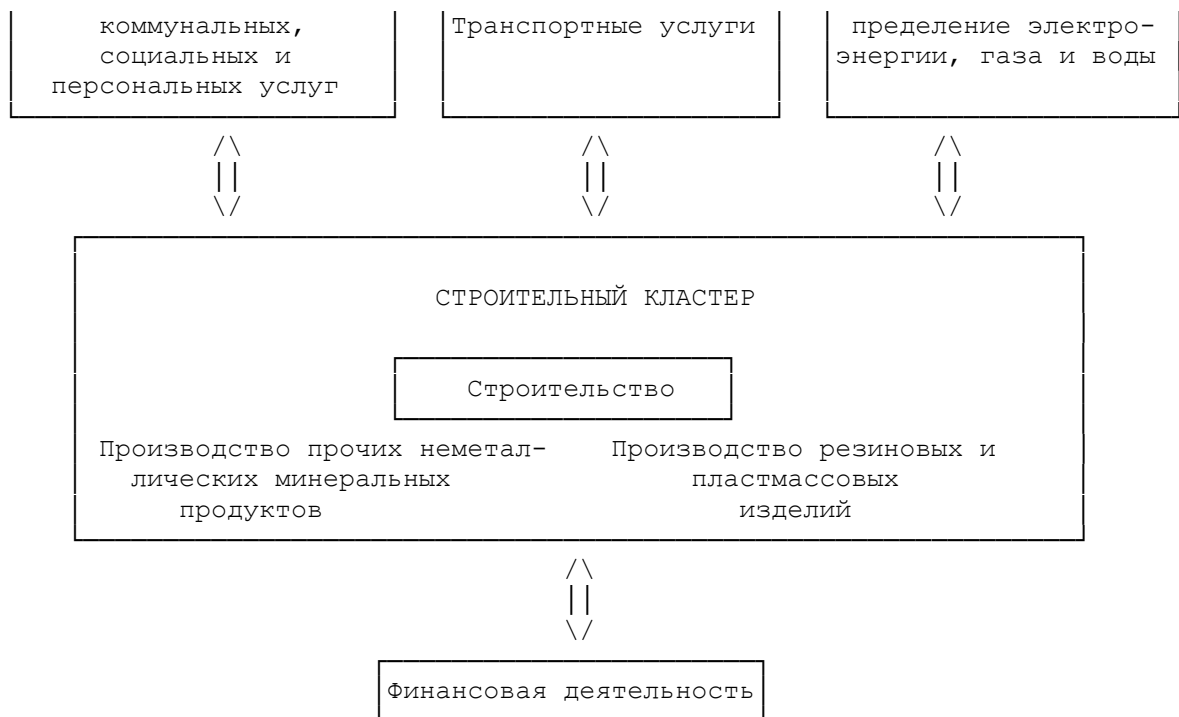 коммунальных, Транспортные услуги пределение электро-
социальных и энергии, газа и воды
персональных услуг
СТРОИТЕЛЬНЫЙ КЛАСТЕР
Строительство
Производство прочих неметал- Производство резиновых и
лических минеральных пластмассовых
продуктов изделий
Финансовая деятельность